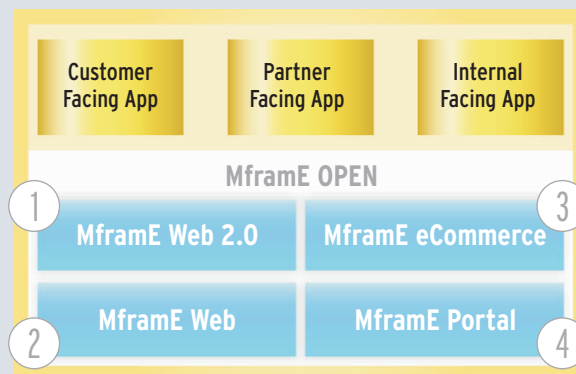 Customer
Facing App
Partner
Facing App
Internal
Facing App
MframE OPEN
1
MframE Web 2.0
MframE eCommerce
3
2
MframE Web
MframE Portal
4